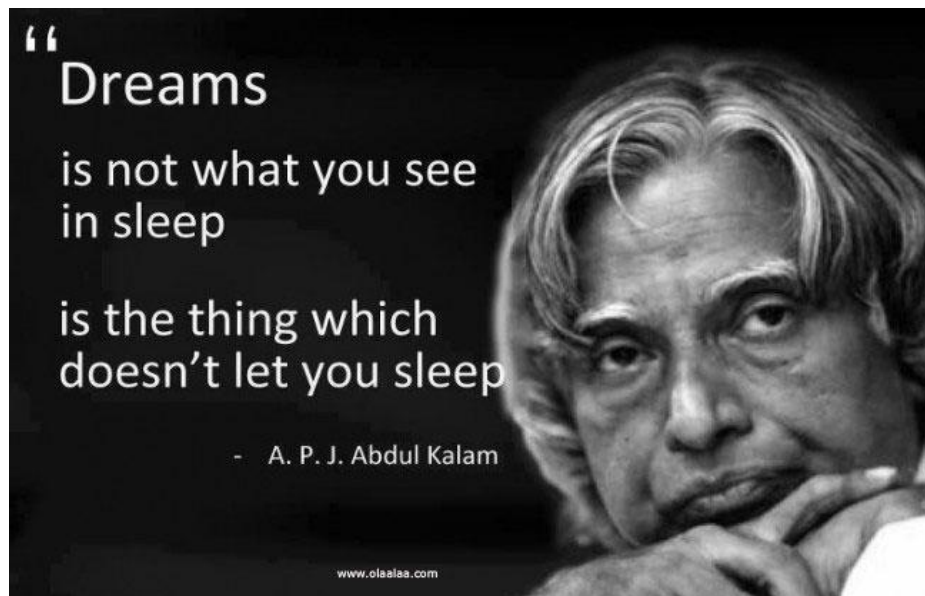 “
Dreams
is not what you see
in sleep
is the thing which
doesn’t let you sleep
- A. P. J. Abdul Kalam
www.olaalaa.com